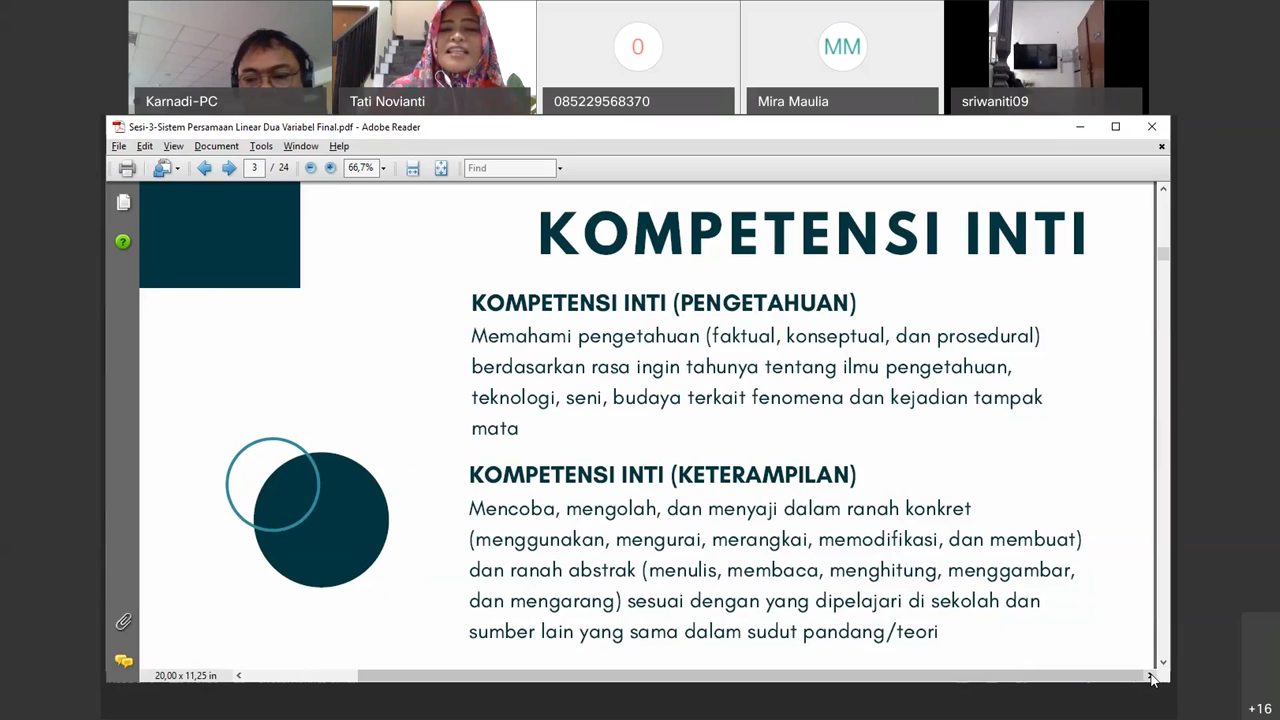 0
MM
Karnadi-PC
Tati Novianti
085229568370
Mira Maulia
sriwaniti09
Sesi-3-Sistem Persamaan Linear Dua Variabel Final.pdf - Adobe Reader
File Edit View Document Tools Window Help
3 / 24 66,7% Find
KOMPETENSI INTI
KOMPETENSI INTI (PENGETAHUAN)
Memahami pengetahuan (faktual, konseptual, dan prosedural)
berdasarkan rasa ingin tahunya tentang ilmu pengetahuan,
teknologi, seni, budaya terkait fenomena dan kejadian tampak
mata
KOMPETENSI INTI (KETERAMPILAN)
Mencoba, mengolah, dan menyaji dalam ranah konkret
(menggunakan, mengurai, merangkai, memodifikasi, dan membuat)
dan ranah abstrak (menulis, membaca, menghitung, menggambar,
dan mengarang) sesuai dengan yang dipelajari di sekolah dan
sumber lain yang sama dalam sudut pandang/teori
20,00 x 11,25 in
+16